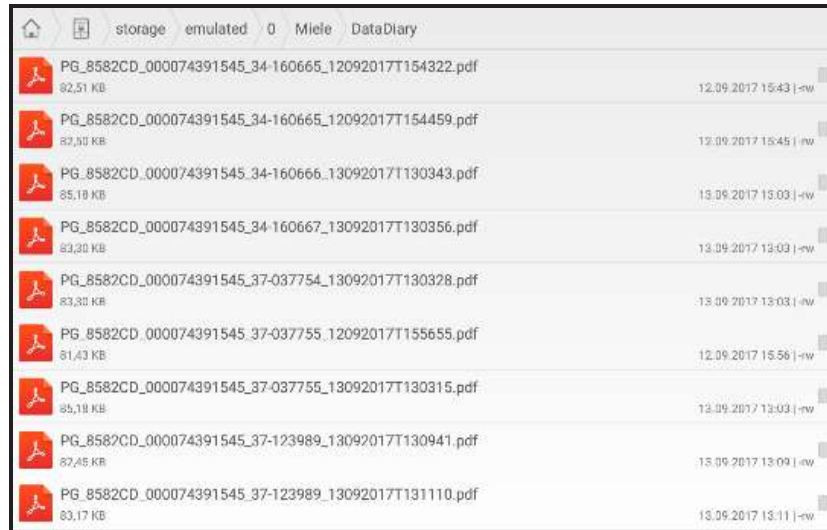 storage emulated 0 Miele DataDiary
PG_8582CD_000074391545_34-160665_12092017T154322.pdf
82,51 KB
12.09.2017 15:43 | -rw
PG_8582CD_000074391545_34-160665_12092017T154459.pdf
82,50 KB
12.09.2017 15:45 | -rw
PG_8582CD_000074391545_34-160666_13092017T130343.pdf
85,18 KB
13.09.2017 13:03 | -rw
PG_8582CD_000074391545_34-160667_13092017T130356.pdf
83,30 KB
13.09.2017 13:03 | -rw
PG_8582CD_000074391545_37-037754_13092017T130328.pdf
83,30 KB
13.09.2017 13:03 | -rw
PG_8582CD_000074391545_37-037755_12092017T155655.pdf
81,43 KB
12.09.2017 15:56 | -rw
PG_8582CD_000074391545_37-037755_13092017T130315.pdf
85,18 KB
13.09.2017 13:03 | -rw
PG_8582CD_000074391545_37-123989_13092017T130941.pdf
82,45 KB
13.09.2017 13:09 | -rw
PG_8582CD_000074391545_37-123989_13092017T131110.pdf
83,17 KB
13.09.2017 13:11 | -rw